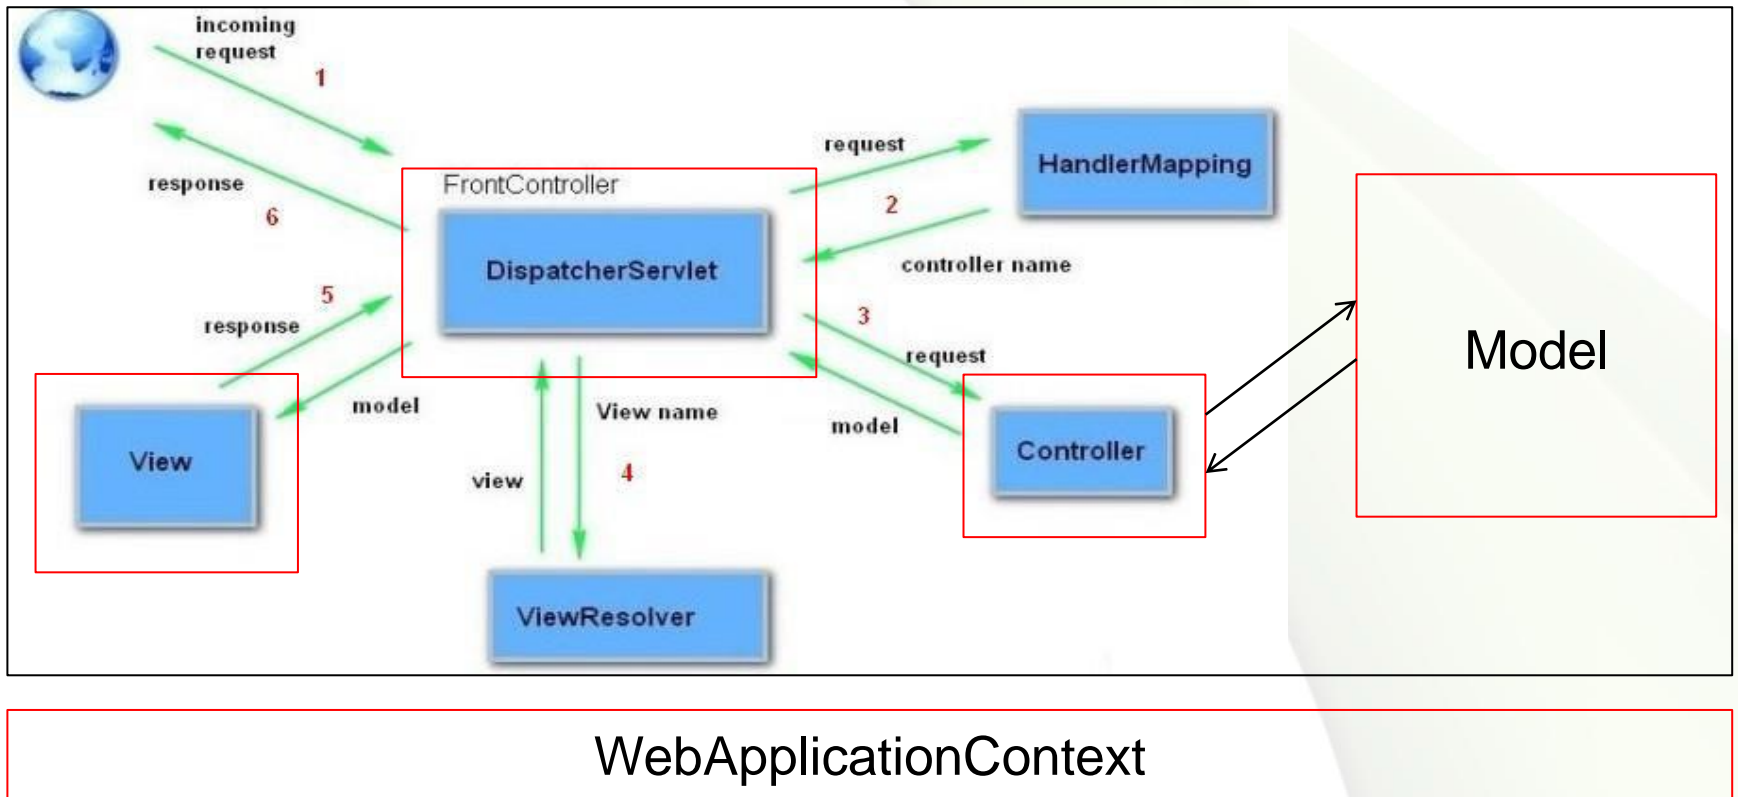 incoming
request
1
response
6
FrontController
DispatcherServlet
request
2
controller name
HandlerMapping
3
request
model
Controller
Model
5
response
model
View
View name
4
view
ViewResolver
WebApplicationContext